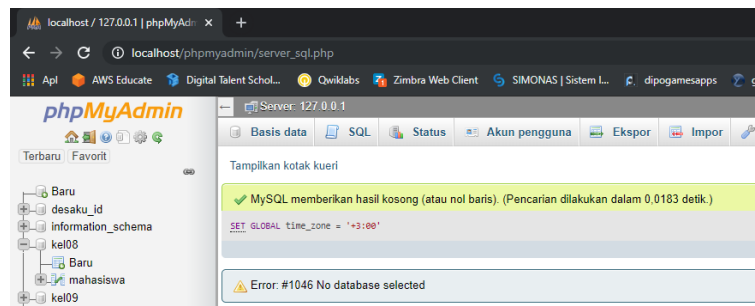 localhost / 127.0.0.1 | phpMyAdn
localhost/phpmyadmin/server_sql.php
Apl AWS Educate Digital Talent Schol... Qwiklabs Zimbra Web Client SIMONAS | Sistem I... dipogamesapps
phpMyAdmin
Terbaru Favorit
Baru
desaku_id
information_schema
kel08
Baru
mahasiswa
kel09
Server: 127.0.0.1
Basis data SQL Status Akun pengguna Ekspor Impor
Tampilkan kotak kueri
MySQL memberikan hasil kosong (atau nol baris). (Pencarian dilakukan dalam 0,0183 detik.)
SET GLOBAL time_zone = '+3:00'
Error: #1046 No database selected